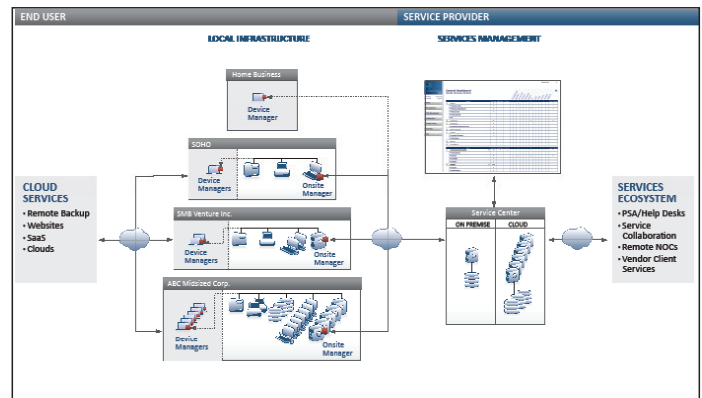 END USER
SERVICE PROVIDER
LOCAL INFRASTRUCTURE
SERVICES MANAGEMENT
Home Business
Device
Manager
SOHO
Device
Managers
Onsite
Manager
CLOUD
SERVICES
• Remote Backup
• Websites
• SaaS
• Clouds
SMB Venture Inc.
Device
Managers
Onsite
Manager
ABC Midsized Corp.
Device
Managers
Onsite
Manager
Service Center
ON PREMISE
CLOUD
SERVICES
ECOSYSTEM
• PSA/Help Desks
• Service
Collaboration
• Remote NOCs
• Vendor Client
Services